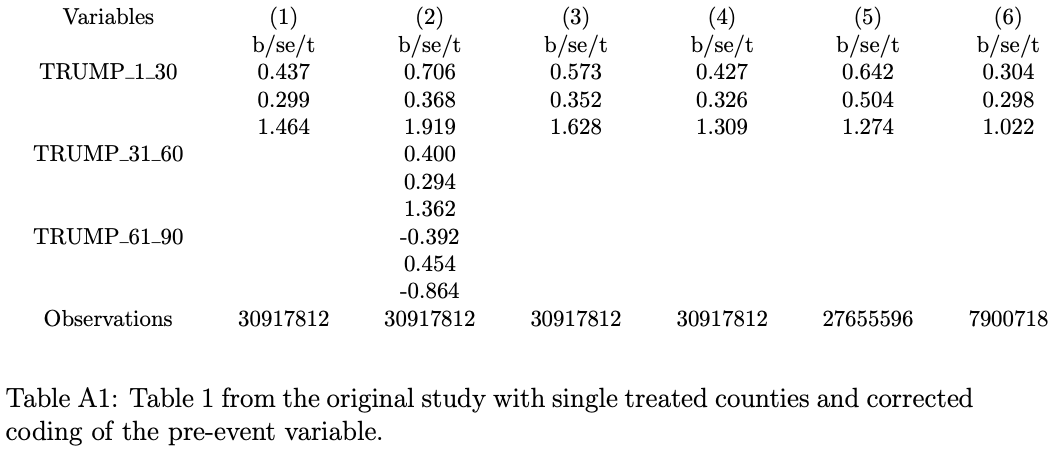 Variables (1) (2) (3) (4) (5) (6)
b/se/t b/se/t b/se/t b/se/t b/se/t b/se/t
TRUMP_1_30 0.437 0.706 0.573 0.427 0.642 0.304
0.299 0.368 0.352 0.326 0.504 0.298
1.464 1.919 1.628 1.309 1.274 1.022
TRUMP_31_60 0.400
0.294
1.362
TRUMP_61_90 -0.392
0.454
-0.864
Observations 30917812 30917812 30917812 30917812 27655596 7900718
Table A1: Table 1 from the original study with single treated counties and corrected
coding of the pre-event variable.